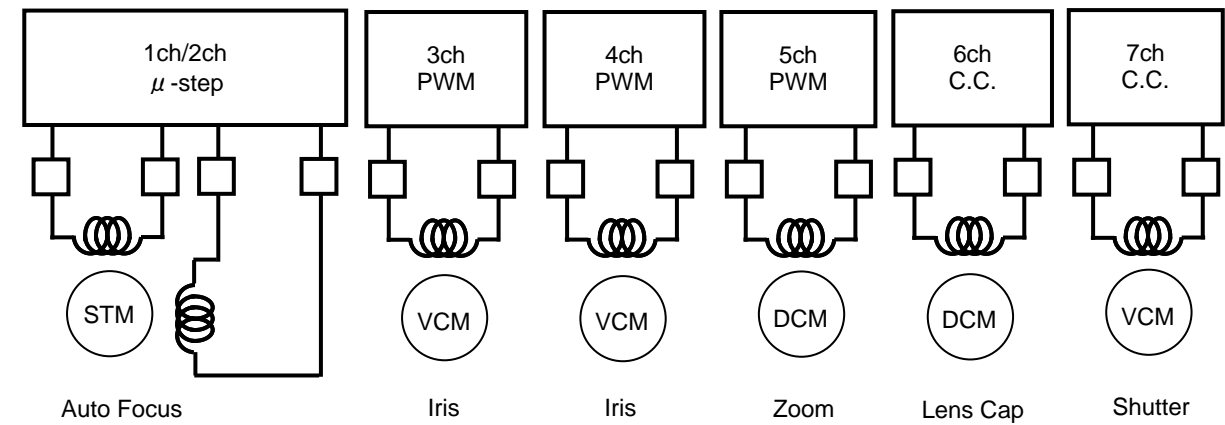 1ch/2ch
μ-step
3ch
PWM
4ch
PWM
5ch
PWM
6ch
C.C.
7ch
C.C.
STM
VCM
VCM
DCM
DCM
VCM
Auto Focus
Iris
Iris
Zoom
Lens Cap
Shutter